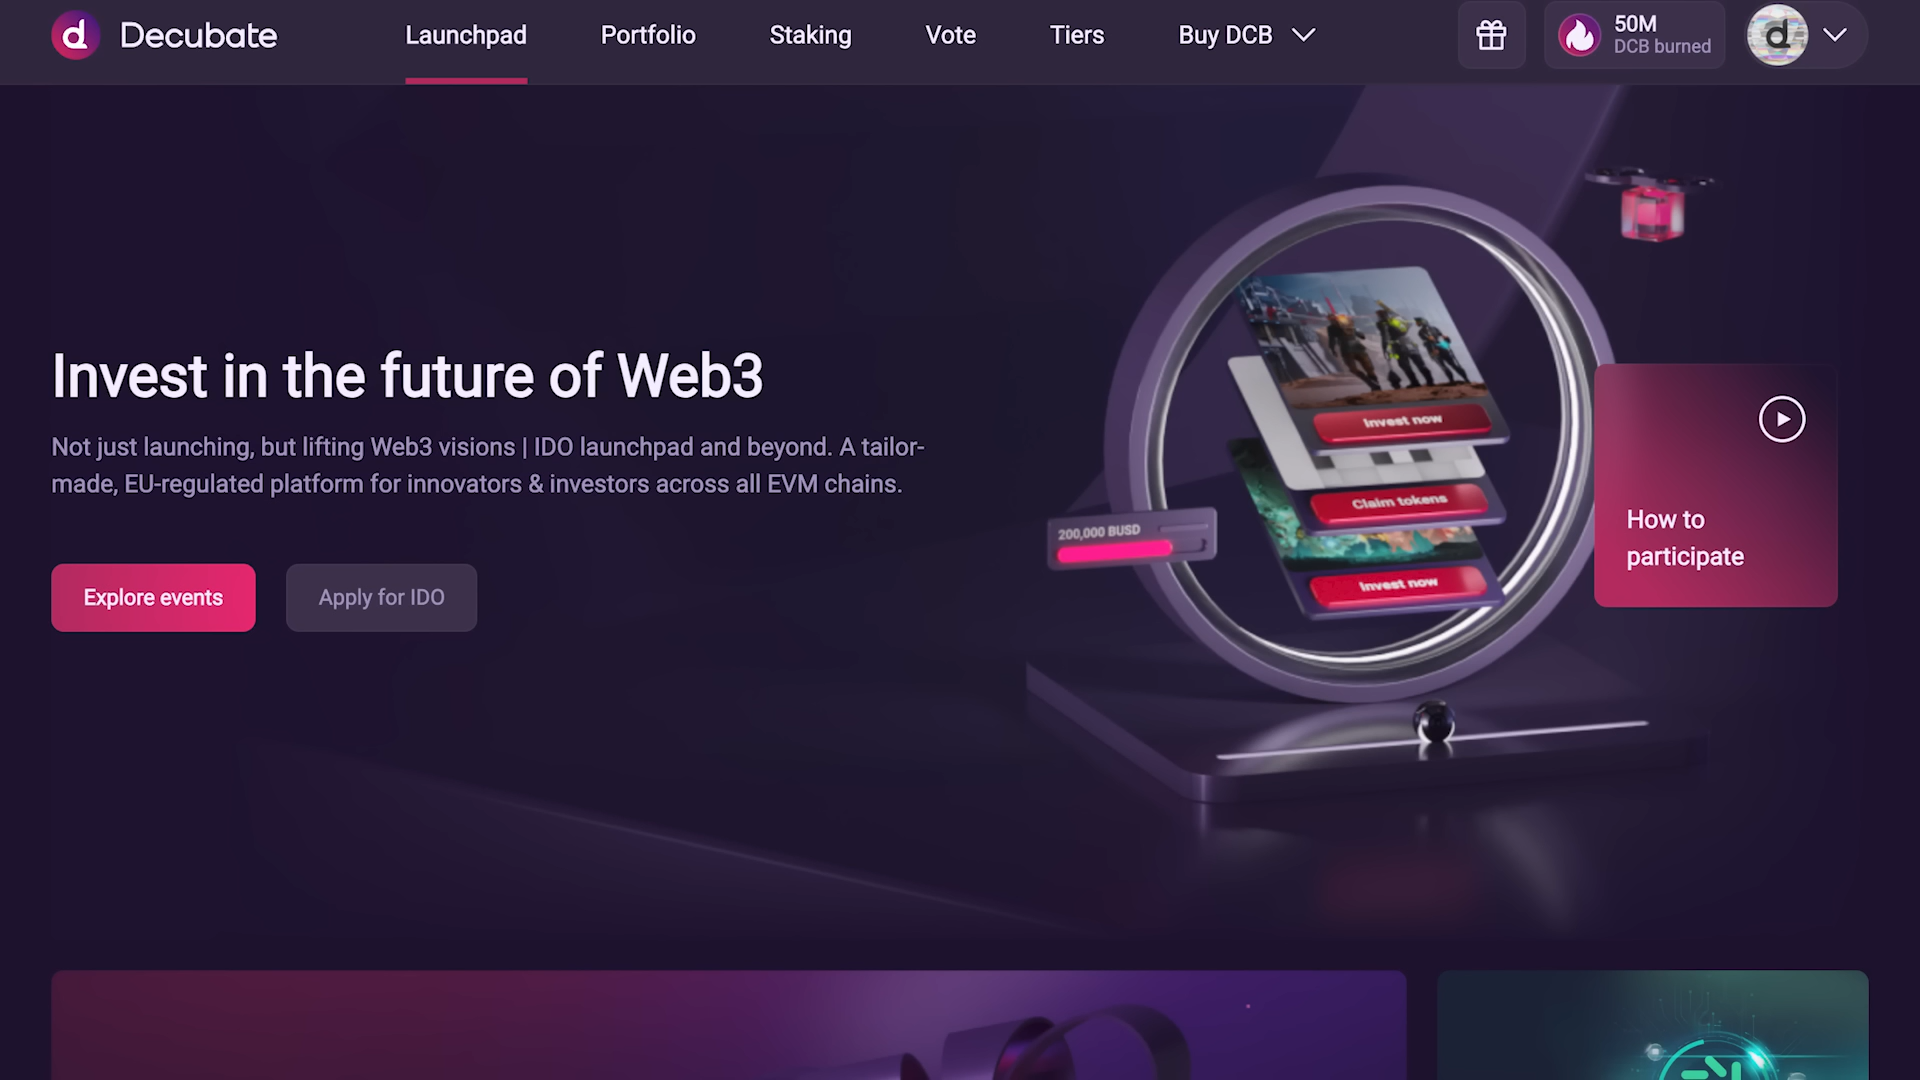 Decubate
Launchpad
Portfolio
Staking
Vote
Tiers
Buy DCB
50M
DCB burned
Invest in the future of Web3
Not just launching, but lifting Web3 visions | IDO launchpad and beyond. A tailor-
made, EU-regulated platform for innovators & investors across all EVM chains.
Explore events
Apply for IDO
Invest now
Claim tokens
200,000 BUSD
Invest now
How to
participate